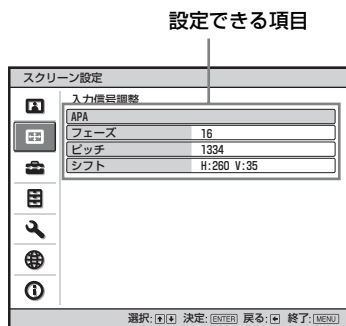 設定できる項目
スクリーン設定
入力信号調整
APA
フェーズ 16
ピッチ 1334
シフト H:260 V:35
選択:↑↓ 決定:ENTER 戻る:← 終了:MENU